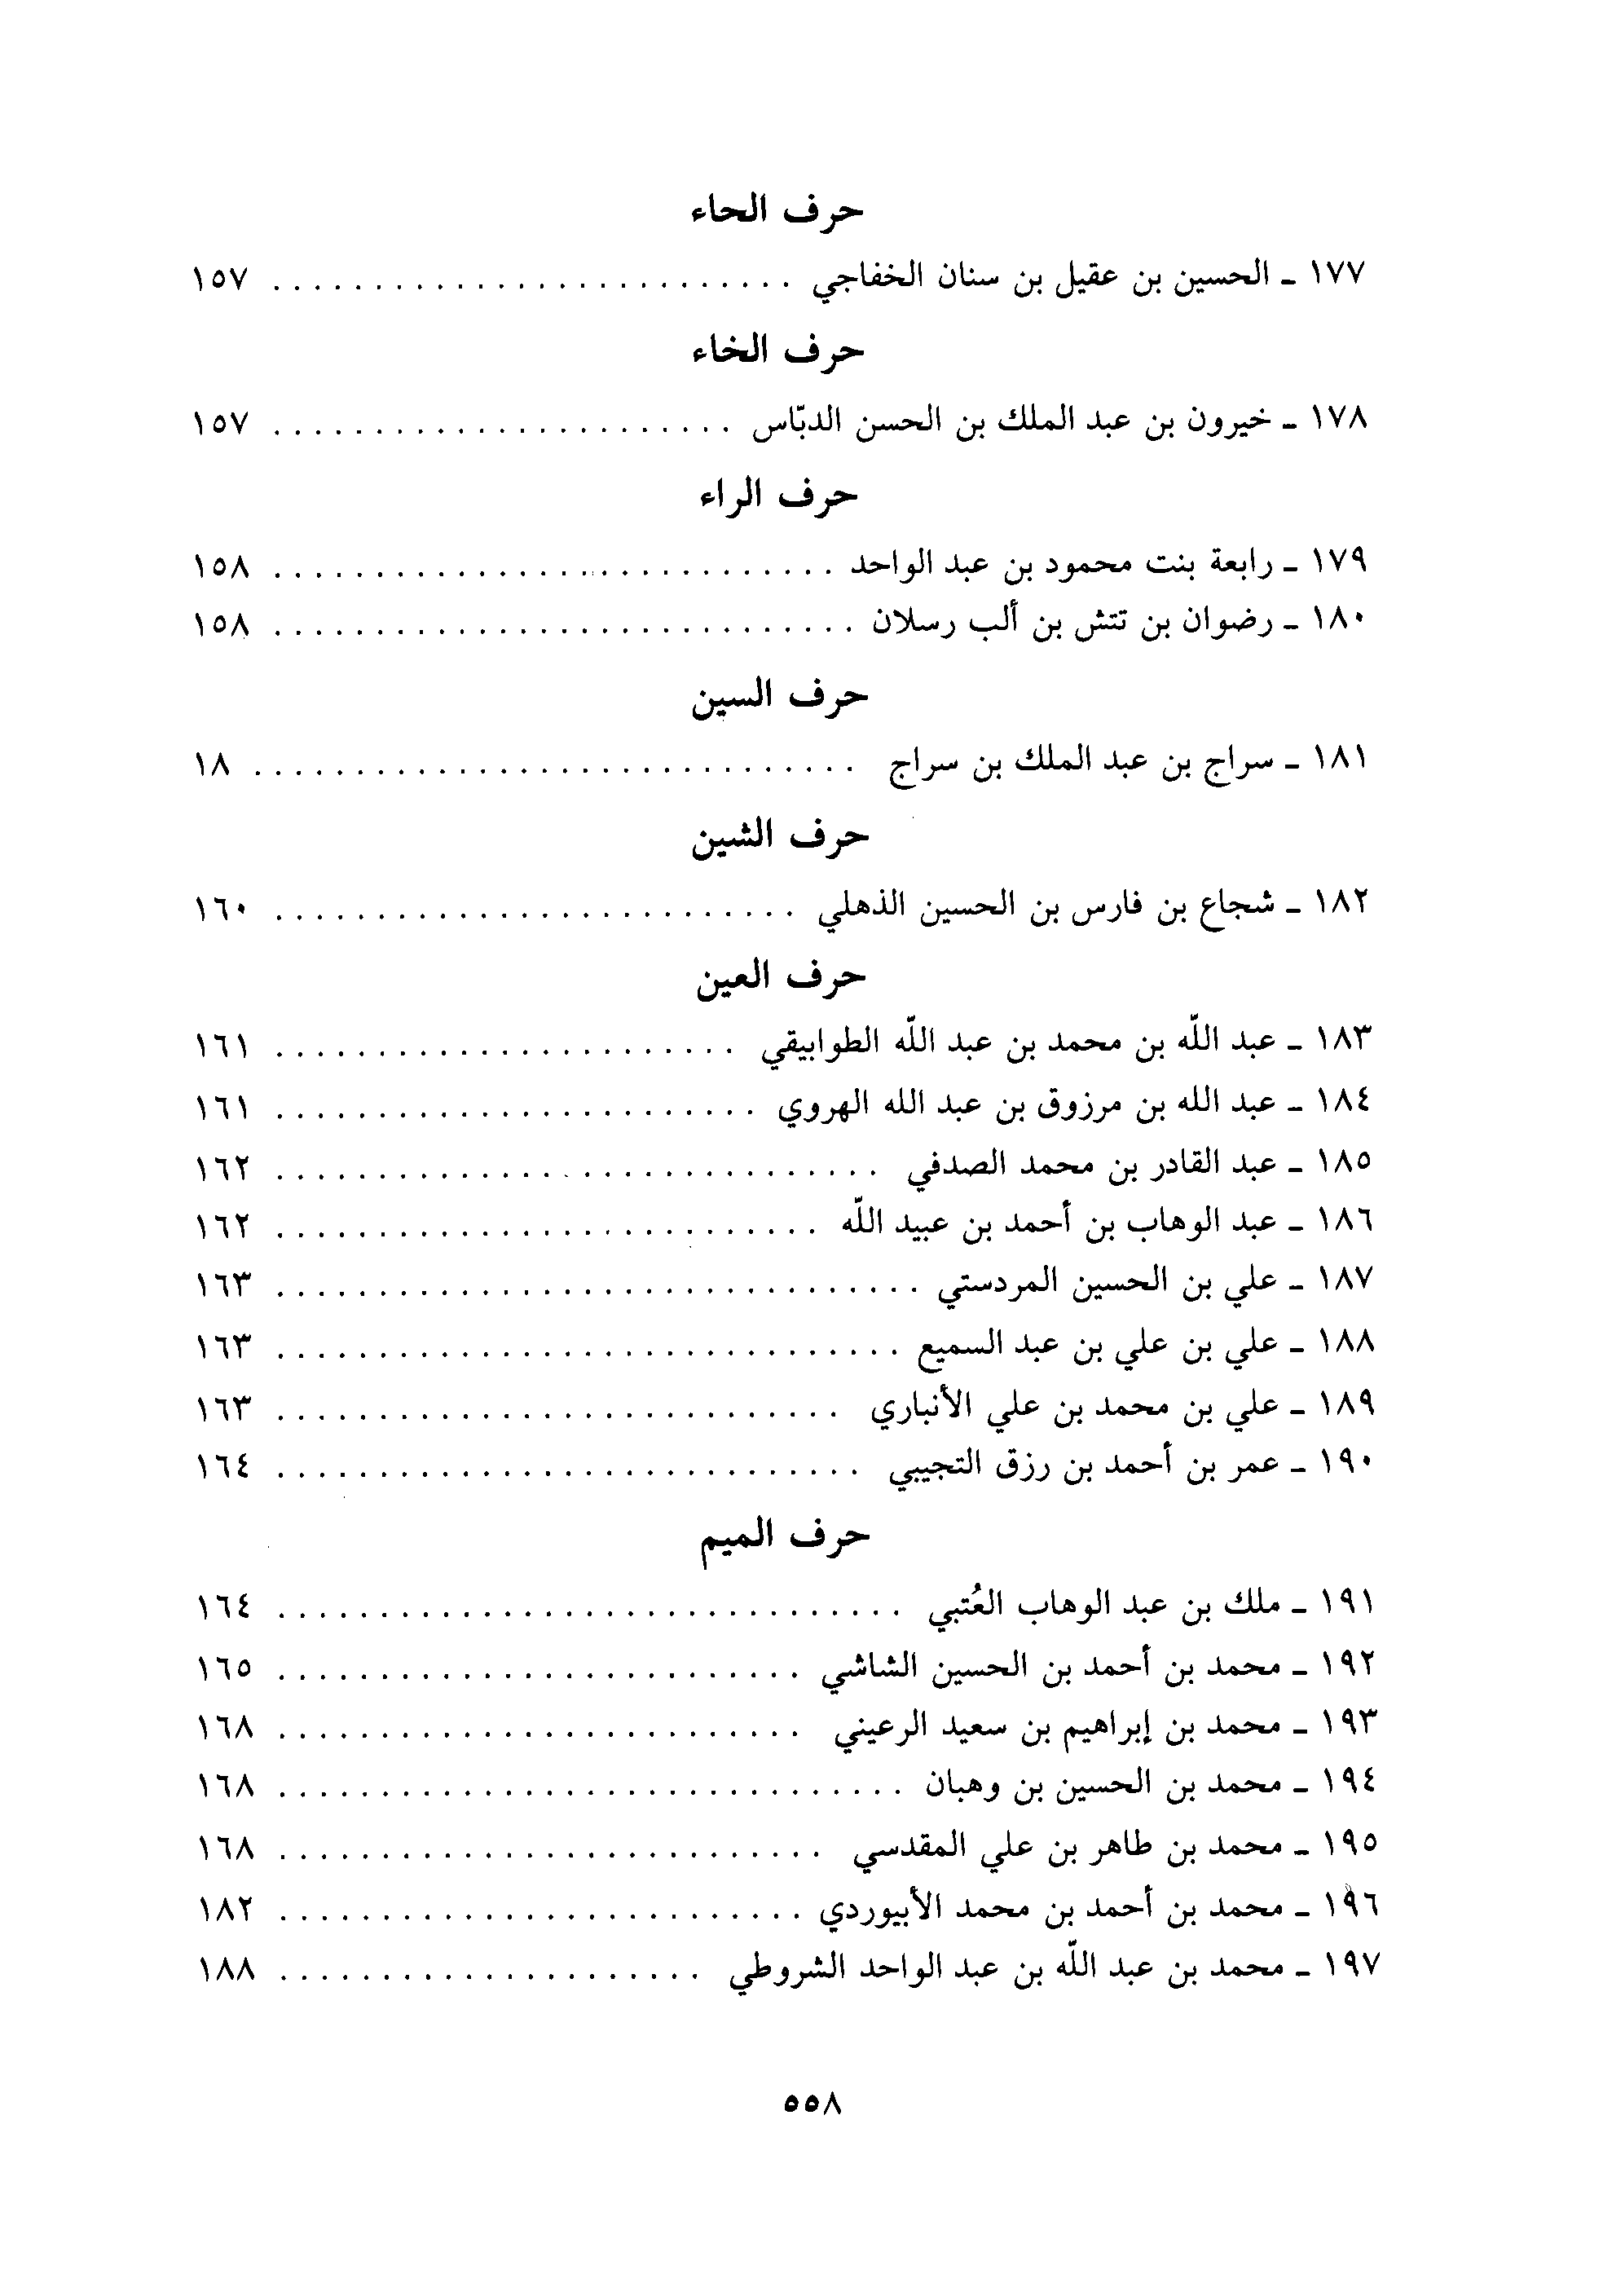 حرف الحاء
١٧٧ ـ الحسين بن عقيل بن سنان الخفاجي . . . . . . . . . . . . . . . . . . . . . . . . . . ١٥٧
حرف الخاء
١٧٨ ـ خيرون بن عبد الملك بن الحسن الدبّاس . . . . . . . . . . . . . . . . . . . . . . . ١٥٧
حرف الراء
١٧٩ ـ رابعة بنت محمود بن عبد الواحد . . . . . . . . . . . . . . . . . . . . . . . . . . . . ١٥٨
١٨٠ ـ رضوان بن تتش بن ألب رسلان . . . . . . . . . . . . . . . . . . . . . . . . . . . . . ١٥٨
حرف السين
١٨١ ـ سراج بن عبد الملك بن سراج . . . . . . . . . . . . . . . . . . . . . . . . . . . . . . ١٨
حرف الشين
١٨٢ ـ شجاع بن فارس بن الحسين الذهلي . . . . . . . . . . . . . . . . . . . . . . . . . . ١٦٠
حرف العين
١٨٣ ـ عبد اللّه بن محمد بن عبد اللّه الطوابيقي . . . . . . . . . . . . . . . . . . . . . . . ١٦١
١٨٤ ـ عبد الله بن مرزوق بن عبد الله الهروي . . . . . . . . . . . . . . . . . . . . . . . . ١٦١
١٨٥ ـ عبد القادر بن محمد الصدفي . . . . . . . . . . . . . . . . . . . . . . . . . . . . . . ١٦٢
١٨٦ ـ عبد الوهاب بن أحمد بن عبيد اللّه . . . . . . . . . . . . . . . . . . . . . . . . . . . ١٦٢
١٨٧ ـ علي بن الحسين المردستي . . . . . . . . . . . . . . . . . . . . . . . . . . . . . . . . ١٦٣
١٨٨ ـ علي بن علي بن عبد السميع . . . . . . . . . . . . . . . . . . . . . . . . . . . . . . . ١٦٣
١٨٩ ـ علي بن محمد بن علي الأنباري . . . . . . . . . . . . . . . . . . . . . . . . . . . . ١٦٣
١٩٠ ـ عمر بن أحمد بن رزق التجيبي . . . . . . . . . . . . . . . . . . . . . . . . . . . . . ١٦٤
حرف الميم
١٩١ ـ ملك بن عبد الوهاب العُتبي . . . . . . . . . . . . . . . . . . . . . . . . . . . . . . . ١٦٤
١٩٢ ـ محمد بن أحمد بن الحسين الشاشي . . . . . . . . . . . . . . . . . . . . . . . . . . ١٦٥
١٩٣ ـ محمد بن إبراهيم بن سعيد الرعيني . . . . . . . . . . . . . . . . . . . . . . . . . . ١٦٨
١٩٤ ـ محمد بن الحسين بن وهبان . . . . . . . . . . . . . . . . . . . . . . . . . . . . . . . ١٦٨
١٩٥ ـ محمد بن طاهر بن علي المقدسي . . . . . . . . . . . . . . . . . . . . . . . . . . . ١٦٨
١٩٦ ـ محمد بن أحمد بن محمد الأبيوردي . . . . . . . . . . . . . . . . . . . . . . . . . . ١٨٢
١٩٧ ـ محمد بن عبد اللّه بن عبد الواحد الشروطي . . . . . . . . . . . . . . . . . . . . . ١٨٨
٥٥٨